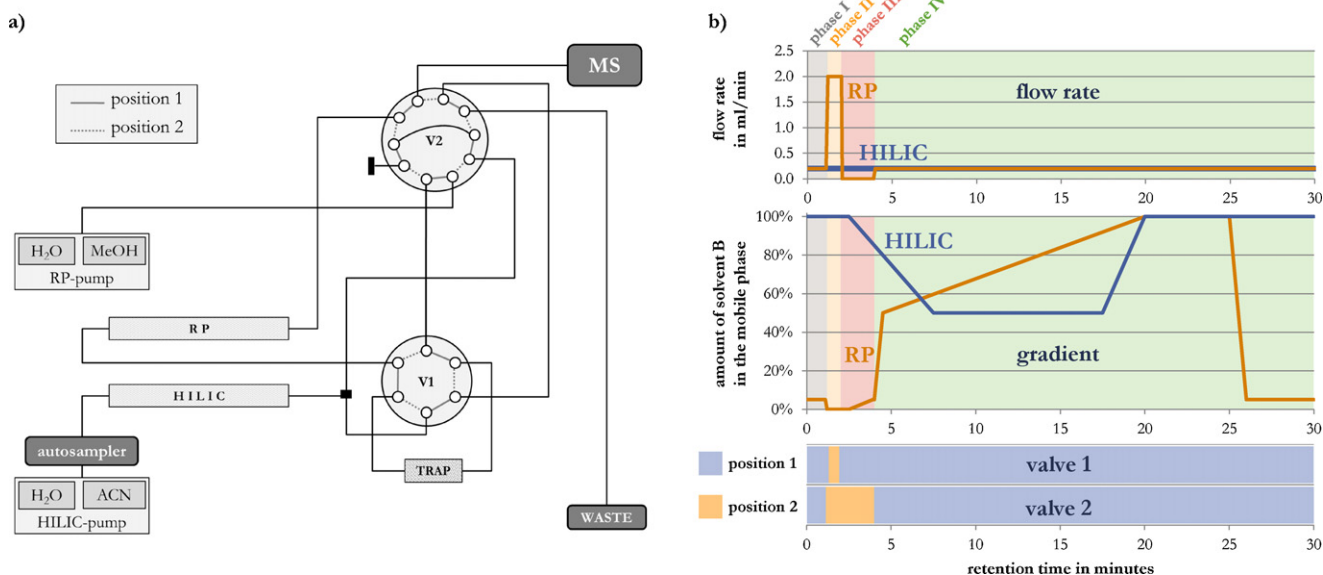 a)
position 1
position 2
MS
V2
H₂O
MeOH
RP-pump
R P
H I L I C
V1
autosampler
TRAP
H₂O
ACN
HILIC-pump
WASTE
b)
phase I
phase II
phase III
phase IV
flow rate
in ml/min
2.5
2.0
1.5
1.0
0.5
0.0
RP
flow rate
HILIC
0
5
10
15
20
25
30
amount of solvent B
in the mobile phase
100%
80%
60%
40%
20%
0%
HILIC
RP
gradient
0
5
10
15
20
25
30
position 1
valve 1
position 2
valve 2
0
5
10
15
20
25
30
retention time in minutes